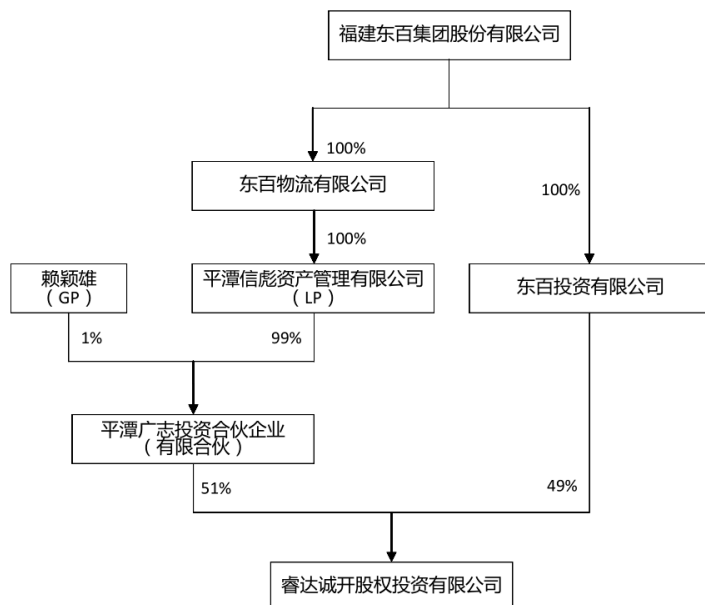 福建东百集团股份有限公司
100%
东百物流有限公司
100%
100%
赖颖雄
（GP）
平潭信彪资产管理有限公司
（LP）
东百投资有限公司
1%
99%
平潭广志投资合伙企业
（有限合伙）
51%
49%
睿达诚开股权投资有限公司